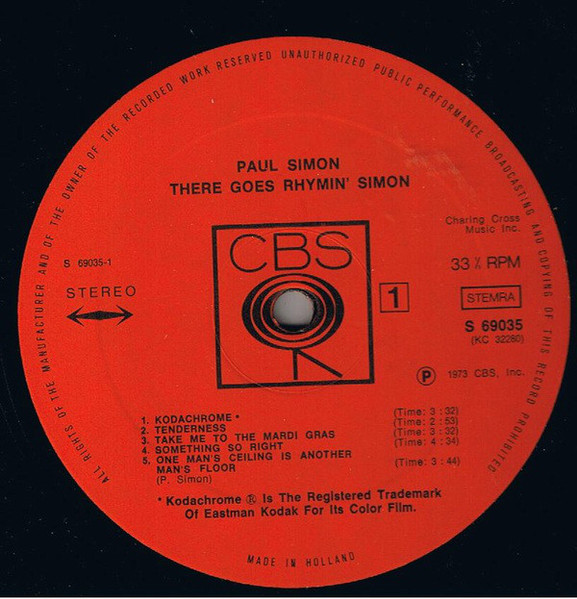 ALL RIGHTS OF THE MANUFACTURER AND OF THE OWNER OF THE RECORDED WORK RESERVED UNAUTHORIZED PUBLIC PERFORMANCE BROADCASTING AND COPYING OF THIS RECORD PROHIBITED
PAUL SIMON
THERE GOES RHYMIN' SIMON
Charing Cross
Music Inc.
CBS
S 69035-1
STEREO
1
33 ⅓ RPM
STEMRA
S 69035
(KC 32280)
Ⓟ 1973 CBS, Inc.
1. KODACHROME * (Time: 3 : 32)
2. TENDERNESS (Time: 2 : 53)
3. TAKE ME TO THE MARDI GRAS (Time: 3 : 32)
4. SOMETHING SO RIGHT (Time: 4 : 34)
5. ONE MAN'S CEILING IS ANOTHER
MAN'S FLOOR (Time: 3 : 44)
(P. Simon)
* Kodachrome ® Is The Registered Trademark
Of Eastman Kodak For Its Color Film.
MADE IN HOLLAND